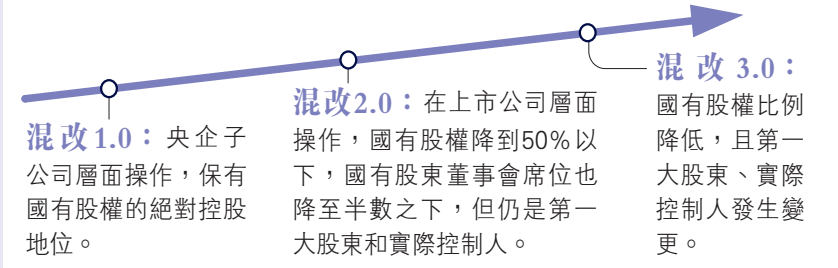 混改1.0：央企子
公司層面操作，保有
國有股權的絕對控股
地位。
混改2.0：在上市公司層面
操作，國有股權降到50%以
下，國有股東董事會席位也
降至半數之下，但仍是第一
大股東和實際控制人。
混改3.0：
國有股權比例
降低，且第一
大股東、實際
控制人發生變
更。